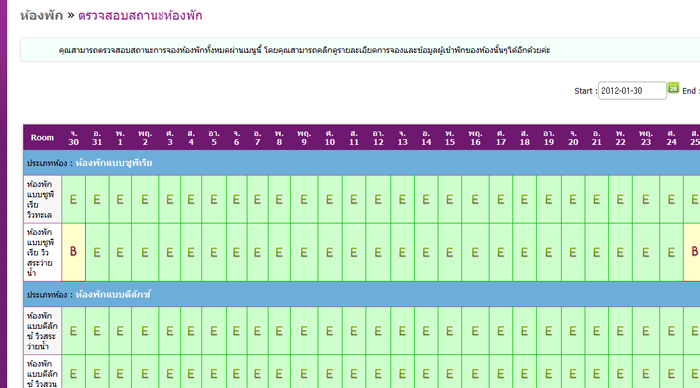 ห้องพัก » ตรวจสอบสถานะห้องพัก
คุณสามารถตรวจสอบสถานะการจองห้องพักทั้งหมดผ่านเมนูนี้ โดยคุณสามารถคลิกดูรายละเอียดการจองและข้อมูลผู้เข้าพักของห้องนั้นๆได้อีกด้วยค่ะ
Start : 2012-01-30 End :
Room จ. อ. พ. พฤ. ศ. ส. อา. จ. อ. พ. พฤ. ศ. ส. อา. จ. อ. พ. พฤ. ศ. ส. อา. จ. อ. พ. พฤ. ศ. ส.
30 31 1 2 3 4 5 6 7 8 9 10 11 12 13 14 15 16 17 18 19 20 21 22 23 24 25
ประเภทห้อง : ห้องพักแบบซูพีเรีย
ห้องพัก
แบบซูพี
เรีย
วิวทะเล
E E E E E E E E E E E E E E E E E E E E E E E E E E E
ห้องพัก
แบบซูพี
เรีย วิว
สระว่าย
น้ำ
B E E E E E E E E E E E E E E E E E E E E E E E E E B
ประเภทห้อง : ห้องพักแบบดีลักซ์
ห้องพัก
แบบดีลัก
ซ์ วิวสระ
ว่ายน้ำ
E E E E E E E E E E E E E E E E E E E E E E E E E E E
ห้องพัก
แบบดีลัก
ซ์ วิวสวน
E E E E E E E E E E E E E E E E E E E E E E E E E E E